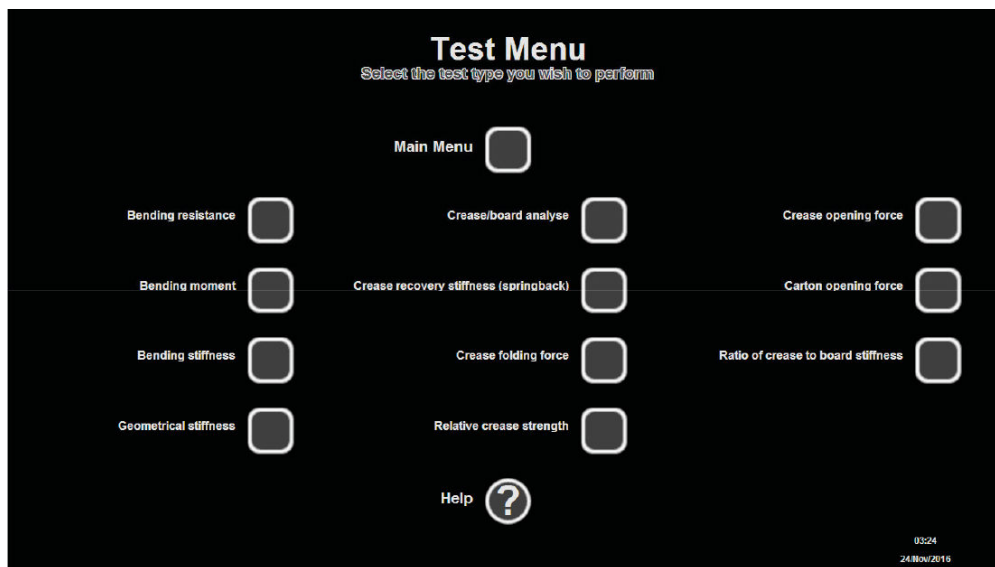 Test Menu
Select the test type you wish to perform
Main Menu
Bending resistance
Crease/board analyse
Crease opening force
Bending moment
Crease recovery stiffness (springback)
Carton opening force
Bending stiffness
Crease folding force
Ratio of crease to board stiffness
Geometrical stiffness
Relative crease strength
Help ?
03:24
24/Nov/2016